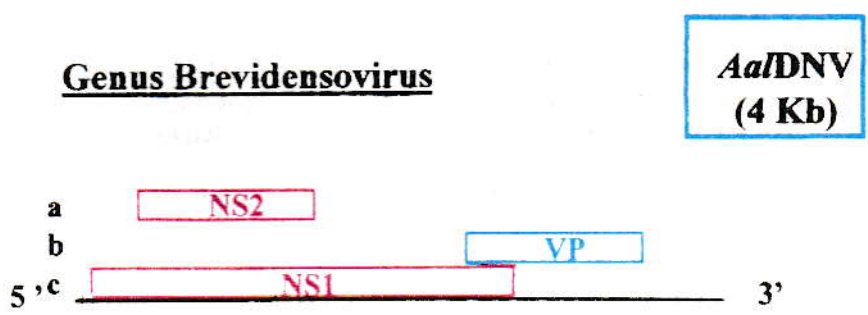 Genus Brevidensovirus
AalDNV
(4 Kb)
a
NS2
b
VP
5 'c
NS1
3'